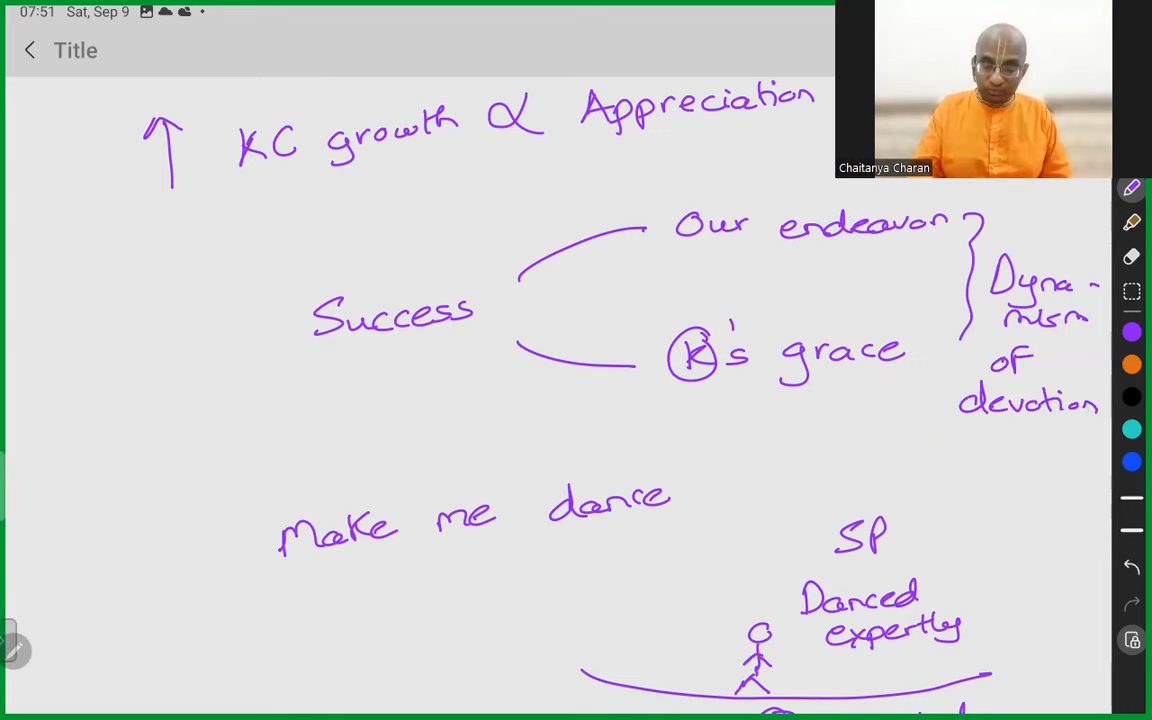 07:51 Sat, Sep 9
Title
Chaitanya Charan
↑ KC growth ∝ Appreciation
Our endeavor
Success
K's grace
Dyna-
mism
of
devotion
Make me dance
SP
Danced
expertly